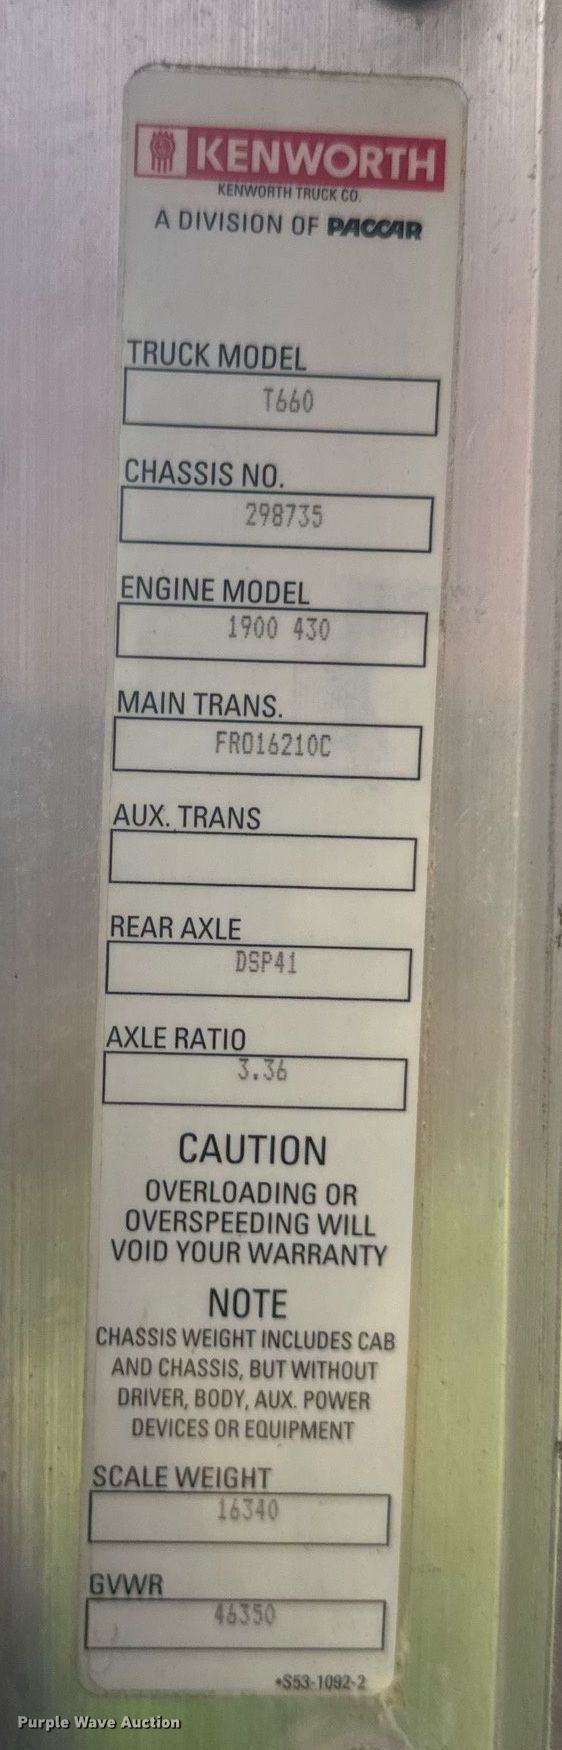 KENWORTH
KENWORTH TRUCK CO.
A DIVISION OF PACCAR
TRUCK MODEL
T660
CHASSIS NO.
298735
ENGINE MODEL
1900 430
MAIN TRANS.
FRO16210C
AUX. TRANS
REAR AXLE
DSP41
AXLE RATIO
3.36
CAUTION
OVERLOADING OR
OVERSPEEDING WILL
VOID YOUR WARRANTY
NOTE
CHASSIS WEIGHT INCLUDES CAB
AND CHASSIS, BUT WITHOUT
DRIVER, BODY, AUX. POWER
DEVICES OR EQUIPMENT
SCALE WEIGHT
16340
GVWR
46350
•S53-1092-2
Purple Wave Auction